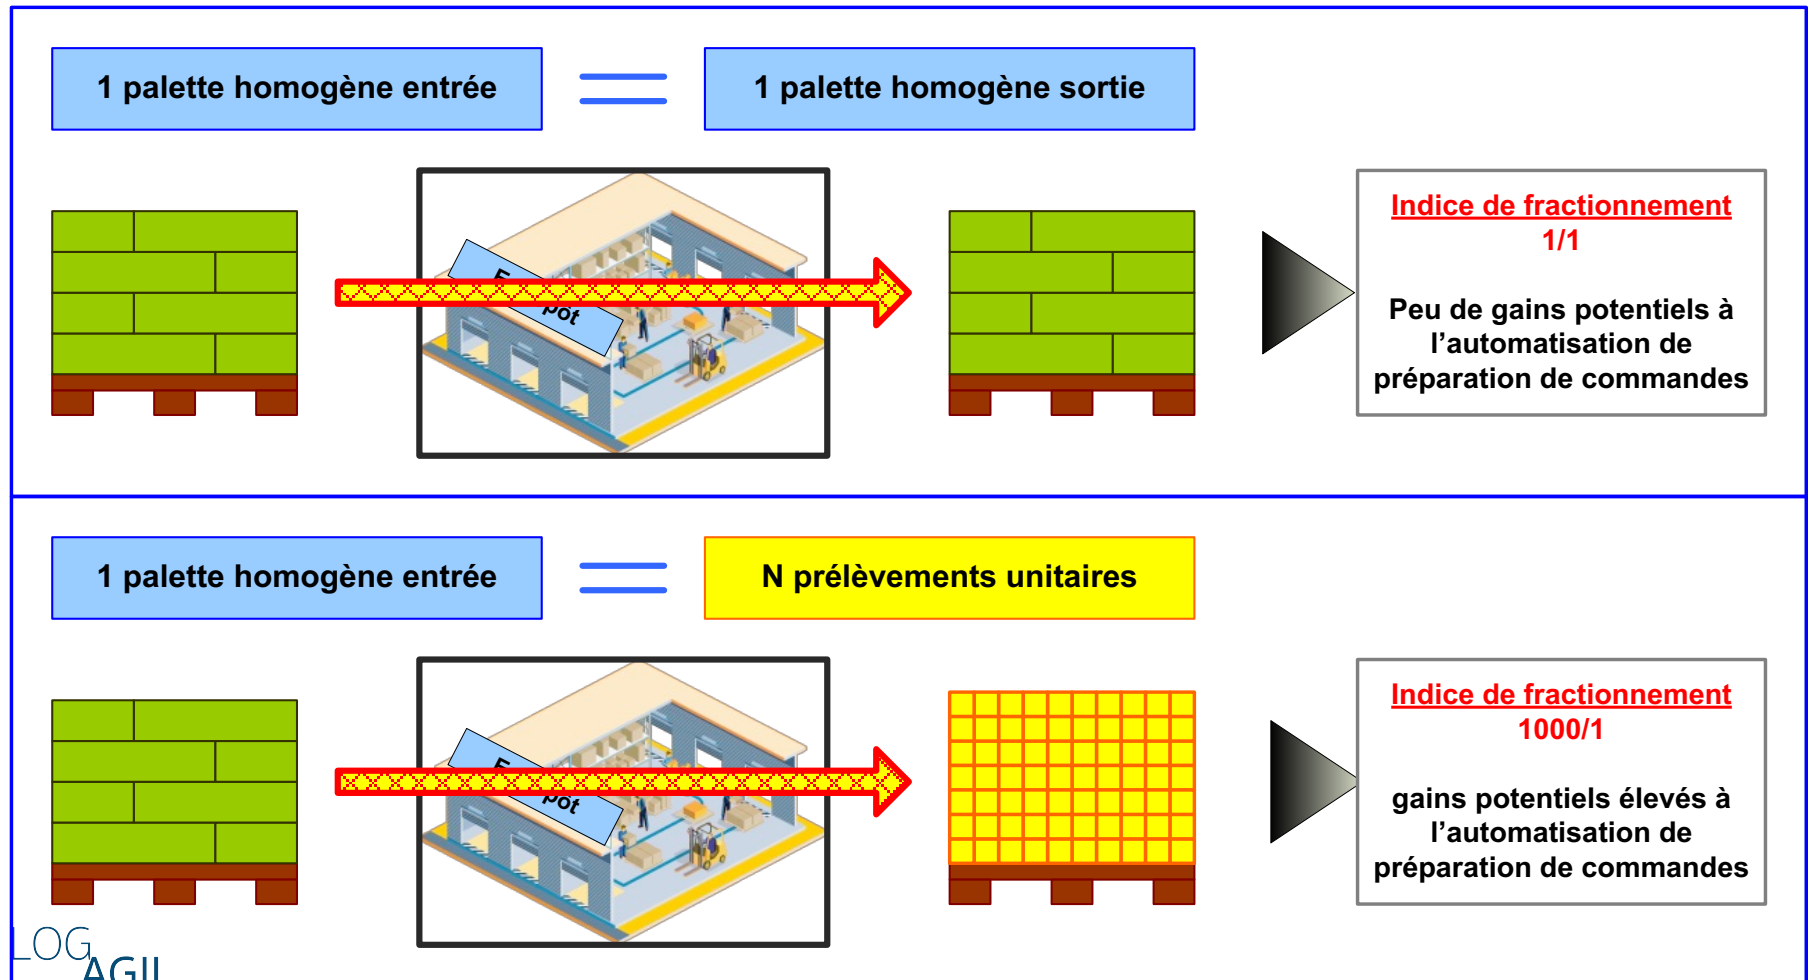 1 palette homogène entrée
1 palette homogène sortie
Indice de fractionnement
1/1
Peu de gains potentiels à
l’automatisation de
préparation de commandes
1 palette homogène entrée
N prélèvements unitaires
Indice de fractionnement
1000/1
gains potentiels élevés à
l’automatisation de
préparation de commandes
LOG